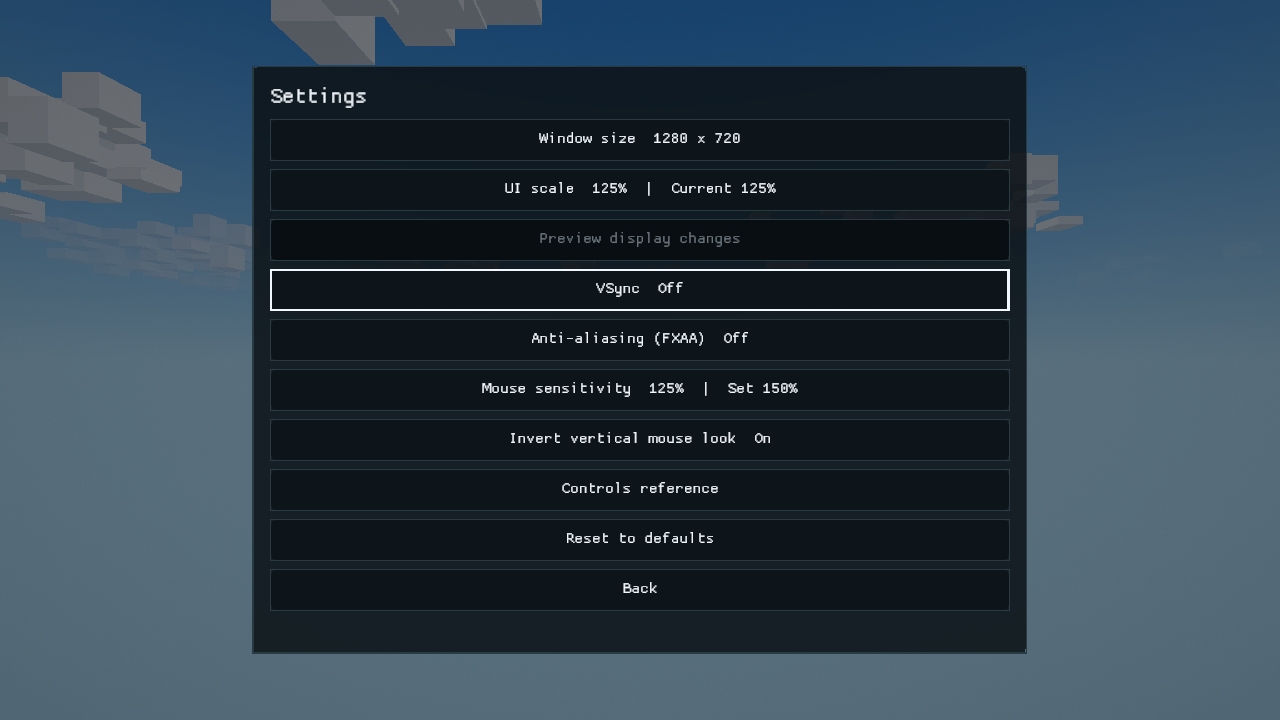 Settings
Window size  1280 x 720
UI scale  125%  |  Current 125%
Preview display changes
VSync  Off
Anti-aliasing (FXAA)  Off
Mouse sensitivity  125%  |  Set 150%
Invert vertical mouse look  On
Controls reference
Reset to defaults
Back